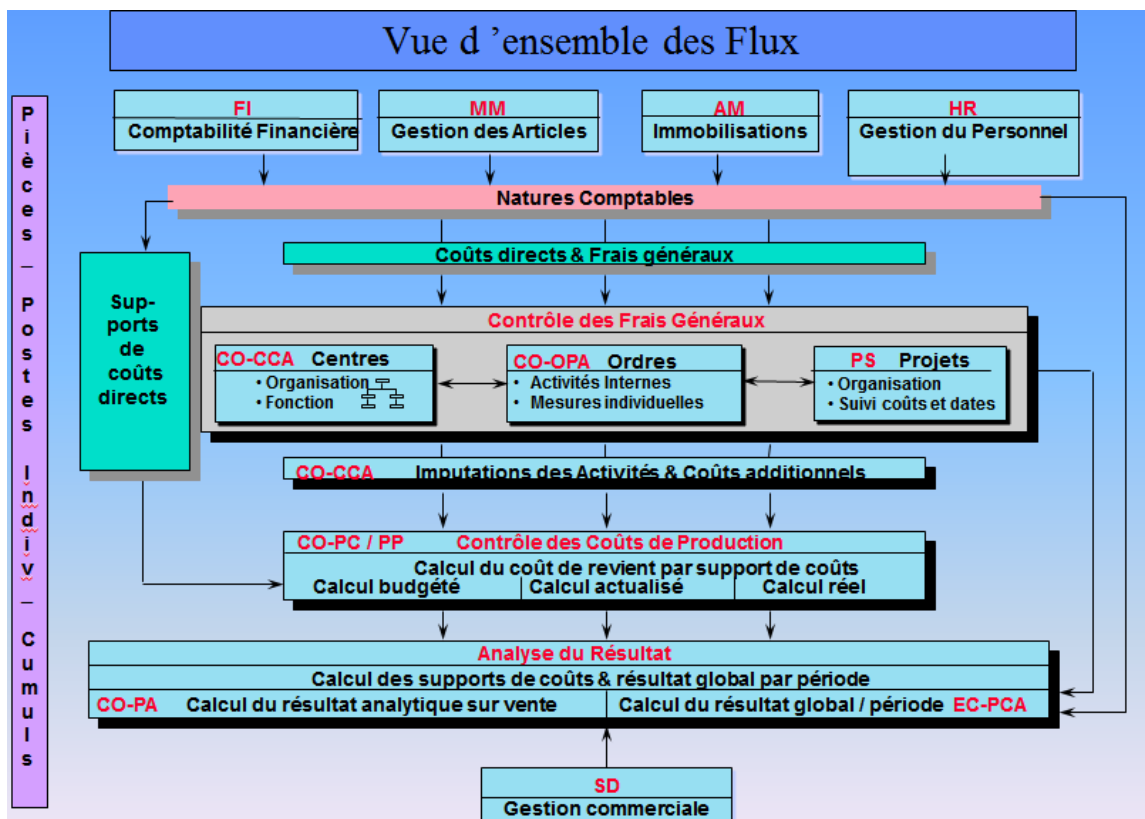 Vue d ’ensemble des Flux
Pièces – Postes Indiv – Cumuls
FI
Comptabilité Financière
MM
Gestion des Articles
AM
Immobilisations
HR
Gestion du Personnel
Natures Comptables
Coûts directs & Frais généraux
Sup-
ports
de
coûts
directs
Contrôle des Frais Généraux
CO-CCA Centres
• Organisation
• Fonction
CO-OPA Ordres
• Activités Internes
• Mesures individuelles
PS Projets
• Organisation
• Suivi coûts et dates
CO-CCA Imputations des Activités & Coûts additionnels
CO-PC / PP Contrôle des Coûts de Production
Calcul du coût de revient par support de coûts
Calcul budgété Calcul actualisé Calcul réel
Analyse du Résultat
Calcul des supports de coûts & résultat global par période
CO-PA Calcul du résultat analytique sur vente Calcul du résultat global / période EC-PCA
SD
Gestion commerciale